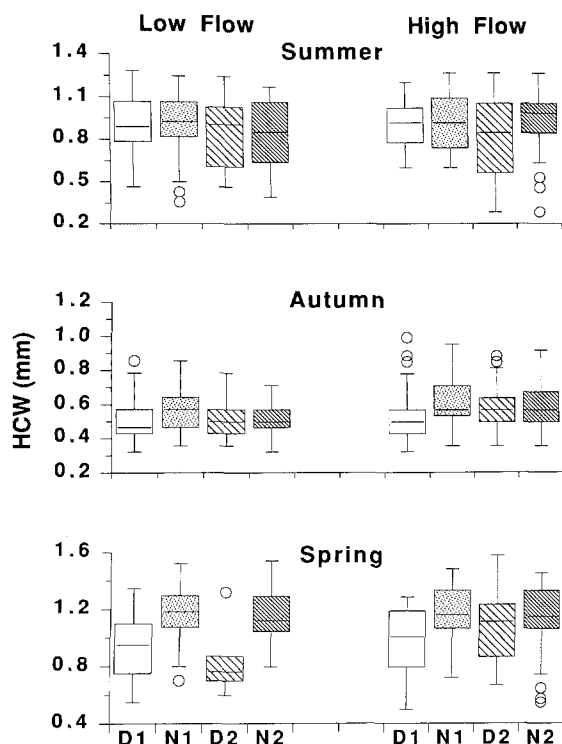 Low Flow High Flow
Summer
1.4
1.1
0.8
0.5
0.2
Autumn
1.2
1.0
0.8
0.6
0.4
0.2
HCW (mm)
Spring
1.6
1.2
0.8
0.4
D1 N1 D2 N2 D1 N1 D2 N2